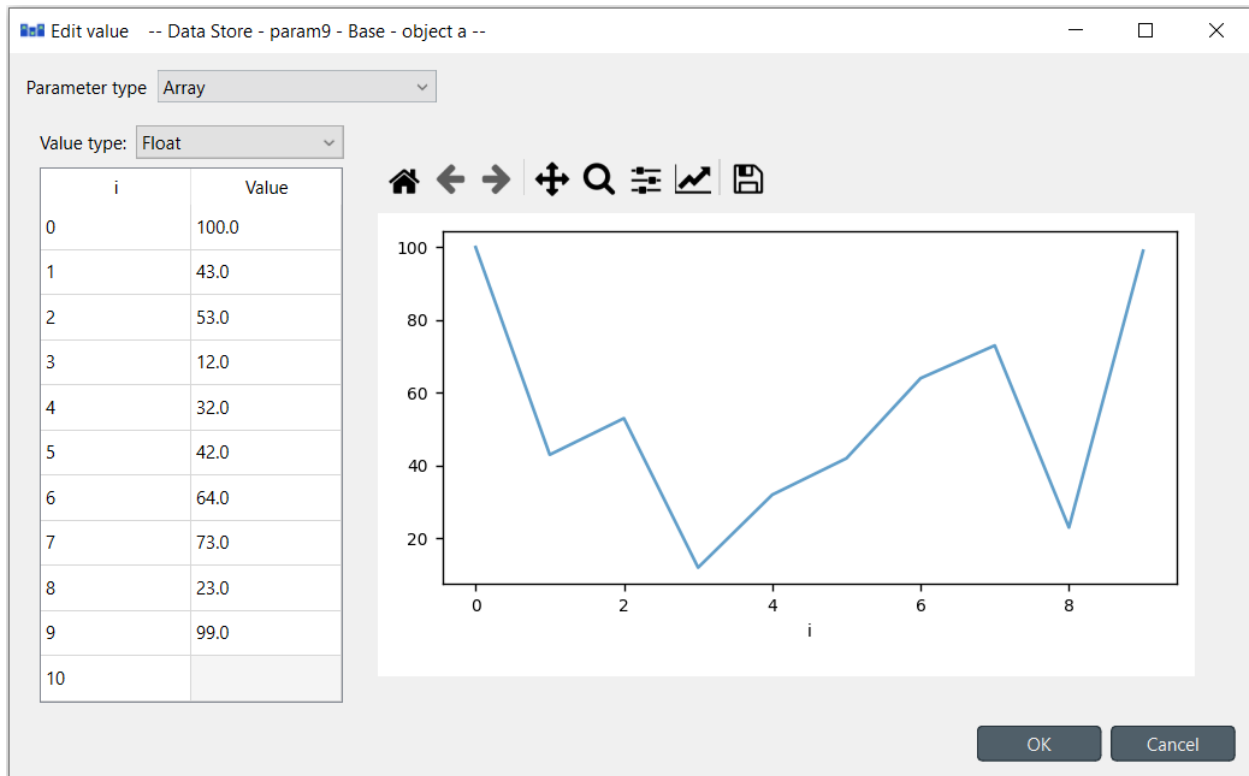 Edit value -- Data Store - param9 - Base - object a --
Parameter type Array
Value type: Float
i Value
0 100.0
1 43.0
2 53.0
3 12.0
4 32.0
5 42.0
6 64.0
7 73.0
8 23.0
9 99.0
10
100
80
60
40
20
0 2 4 6 8
i
OK Cancel